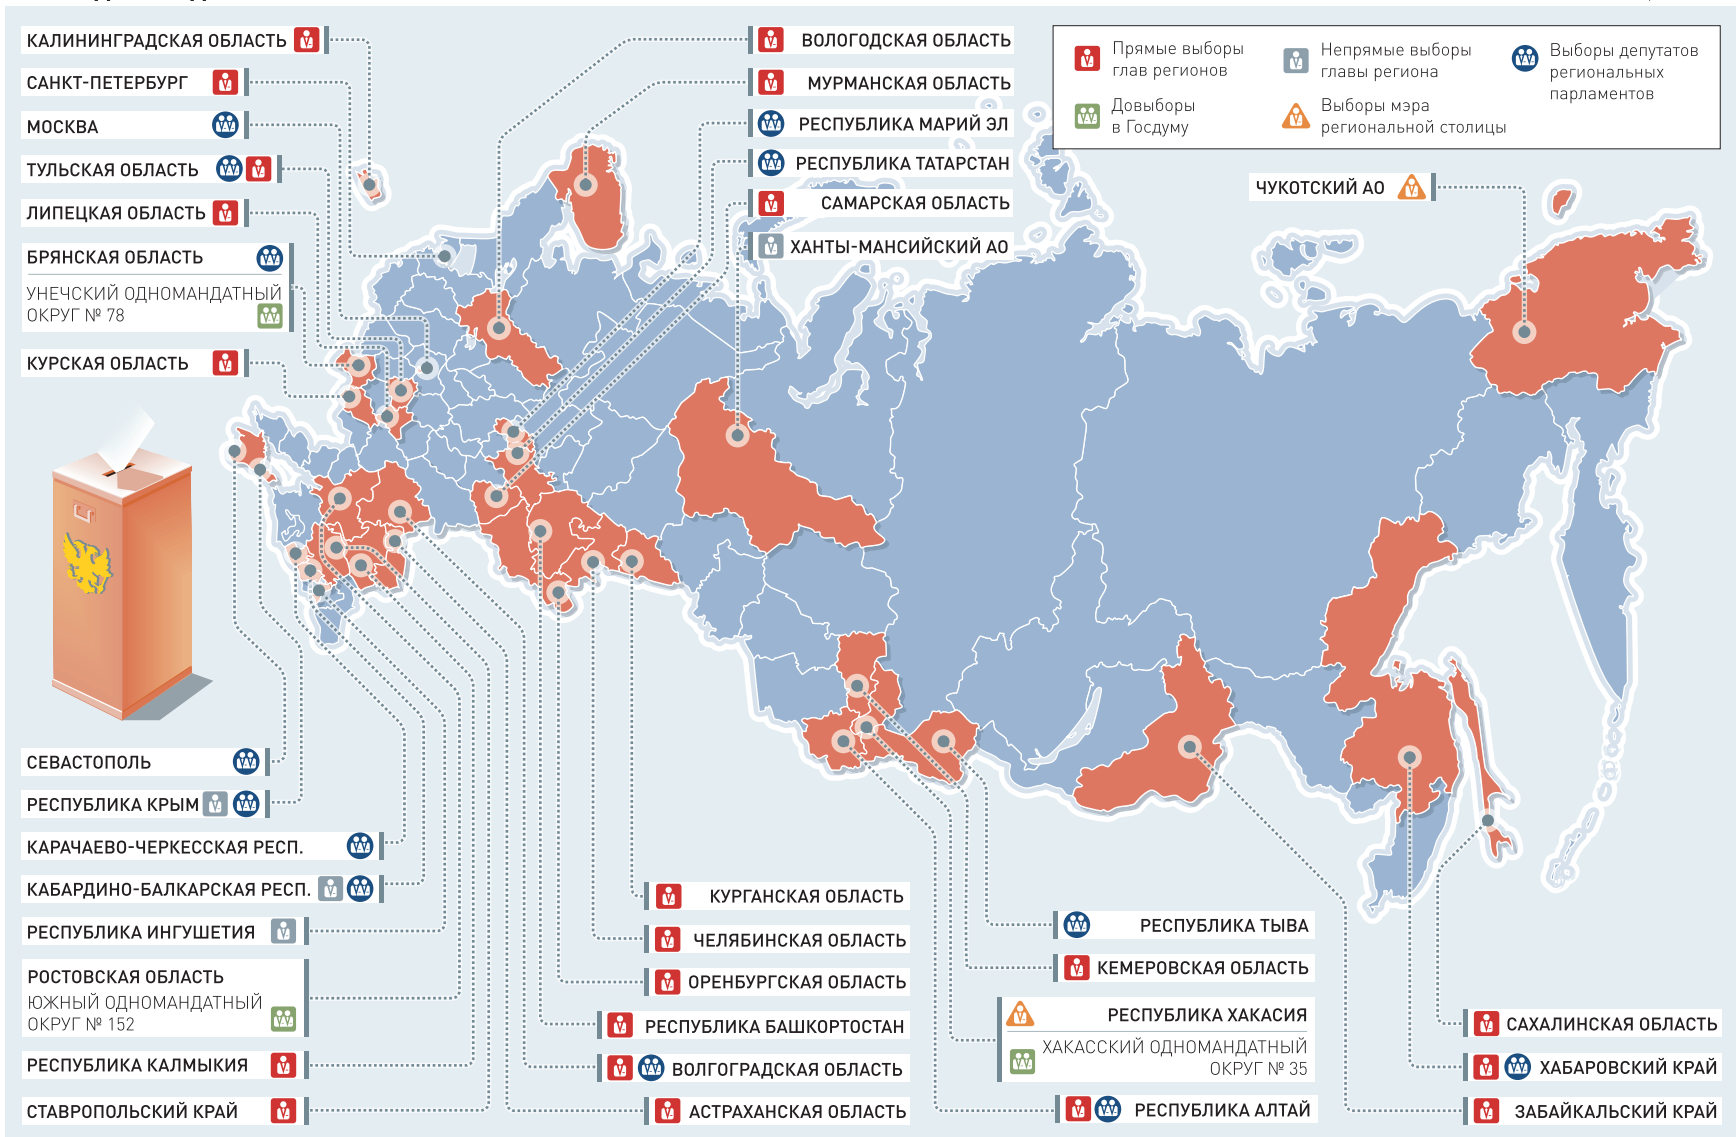 КАЛИНИНГРАДСКАЯ ОБЛАСТЬ
САНКТ-ПЕТЕРБУРГ
МОСКВА
ТУЛЬСКАЯ ОБЛАСТЬ
ЛИПЕЦКАЯ ОБЛАСТЬ
БРЯНСКАЯ ОБЛАСТЬ
УНЕЧСКИЙ ОДНОМАНДАТНЫЙ
ОКРУГ № 78
КУРСКАЯ ОБЛАСТЬ
ВОЛОГОДСКАЯ ОБЛАСТЬ
МУРМАНСКАЯ ОБЛАСТЬ
РЕСПУБЛИКА МАРИЙ ЭЛ
РЕСПУБЛИКА ТАТАРСТАН
САМАРСКАЯ ОБЛАСТЬ
ХАНТЫ-МАНСИЙСКИЙ АО
Прямые выборы
глав регионов
Непрямые выборы
главы региона
Выборы депутатов
региональных
парламентов
Довыборы
в Госдуму
Выборы мэра
региональной столицы
ЧУКОТСКИЙ АО
СЕВАСТОПОЛЬ
РЕСПУБЛИКА КРЫМ
КАРАЧАЕВО-ЧЕРКЕССКАЯ РЕСП.
КАБАРДИНО-БАЛКАРСКАЯ РЕСП.
РЕСПУБЛИКА ИНГУШЕТИЯ
РОСТОВСКАЯ ОБЛАСТЬ
ЮЖНЫЙ ОДНОМАНДАТНЫЙ
ОКРУГ № 152
РЕСПУБЛИКА КАЛМЫКИЯ
СТАВРОПОЛЬСКИЙ КРАЙ
КУРГАНСКАЯ ОБЛАСТЬ
ЧЕЛЯБИНСКАЯ ОБЛАСТЬ
ОРЕНБУРГСКАЯ ОБЛАСТЬ
РЕСПУБЛИКА БАШКОРТОСТАН
ВОЛГОГРАДСКАЯ ОБЛАСТЬ
АСТРАХАНСКАЯ ОБЛАСТЬ
РЕСПУБЛИКА ТЫВА
КЕМЕРОВСКАЯ ОБЛАСТЬ
РЕСПУБЛИКА ХАКАСИЯ
ХАКАССКИЙ ОДНОМАНДАТНЫЙ
ОКРУГ № 35
РЕСПУБЛИКА АЛТАЙ
САХАЛИНСКАЯ ОБЛАСТЬ
ХАБАРОВСКИЙ КРАЙ
ЗАБАЙКАЛЬСКИЙ КРАЙ